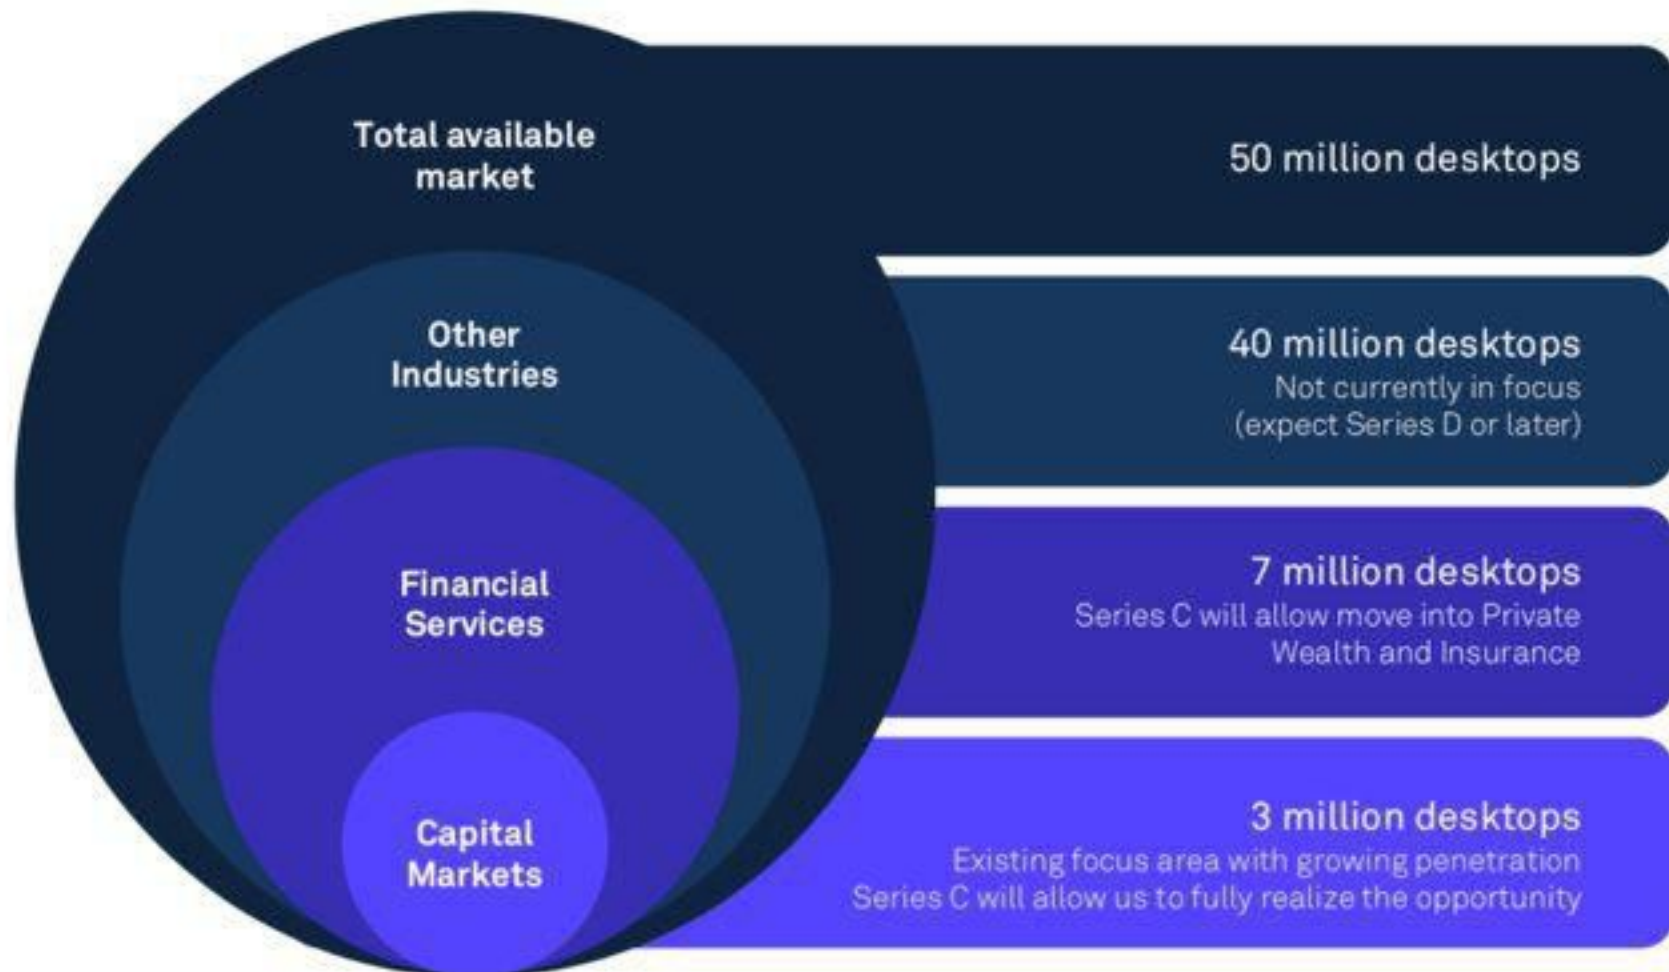 Total available
market
50 million desktops
Other
Industries
40 million desktops
Not currently in focus
(expect Series D or later)
Financial
Services
7 million desktops
Series C will allow move into Private
Wealth and Insurance
Capital
Markets
3 million desktops
Existing focus area with growing penetration
Series C will allow us to fully realize the opportunity